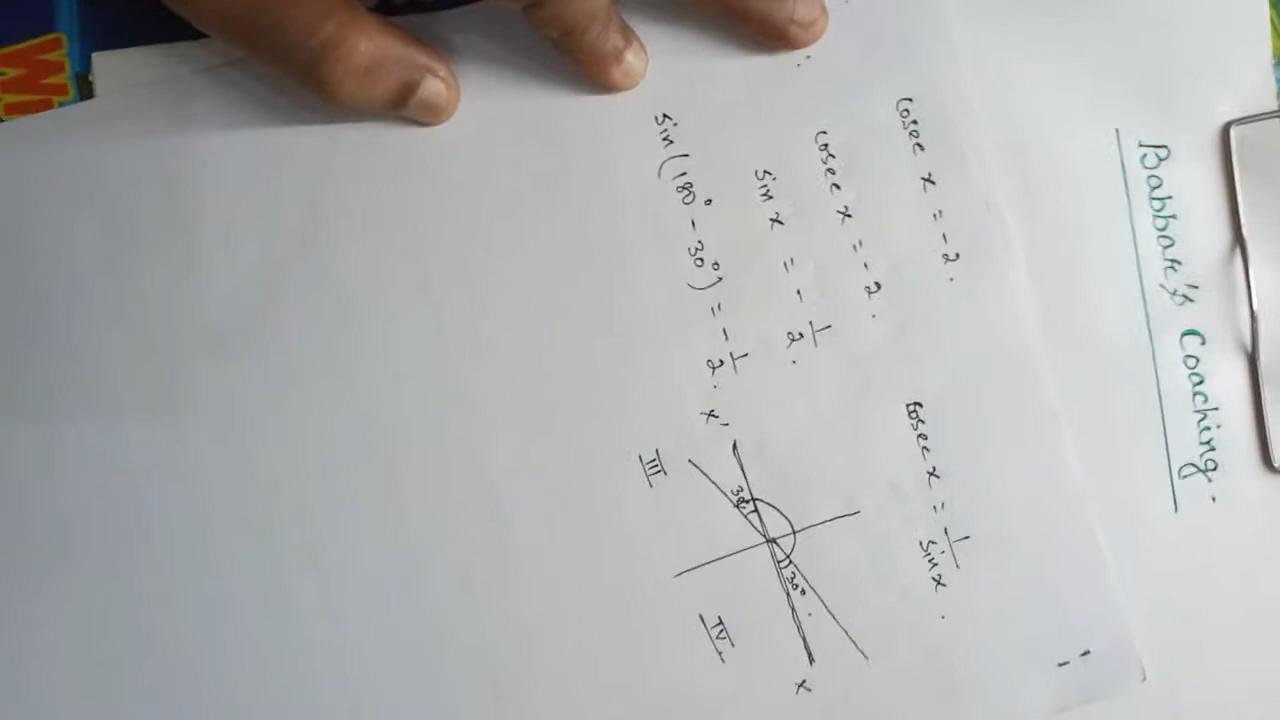 Babbar's Coaching.
cosec x = -2.
cosec x = 1/sin x.
cosec x = -2.
sin x = - 1/2.
sin (180° - 30°) = - 1/2.
x'
30°
30°.
x
III
IV